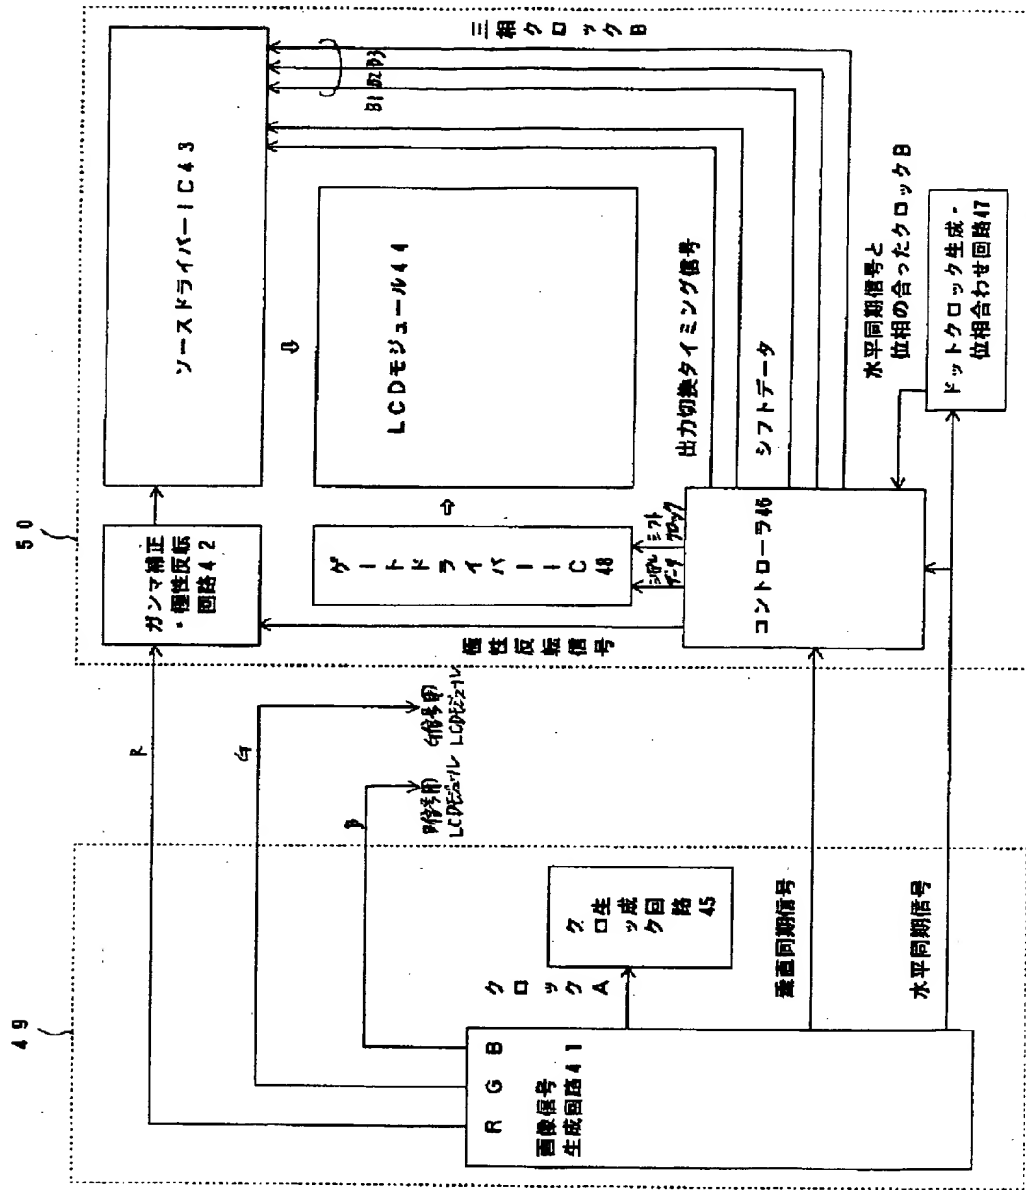 49
50
画像信号
生成回路41
R G B
クロックA
クロック
生成回路
45
垂直同期信号
水平同期信号
R
G
B
B信号用
LCDモジュール
G信号用
LCDモジュール
ガンマ補正
・極性反転
回路42
極性反転信号
ソースドライバーIC43
ゲートドライバーIC
48
LCDモジュール44
シフト
クロック
コントローラ46
出力切換タイミング信号
シフトデータ
B1 B2 B3
三相クロックB
水平同期信号と
位相の合ったクロックB
ドットクロック生成・
位相合わせ回路47